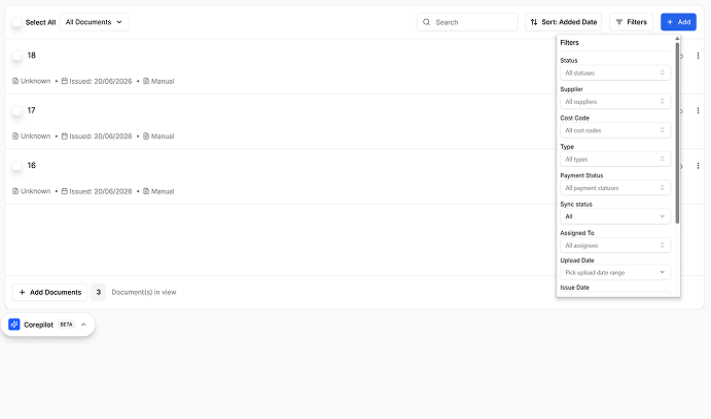 Select All
All Documents
Search
Sort: Added Date
Filters
Add
18
Unknown • Issued: 20/06/2026 • Manual
17
Unknown • Issued: 20/06/2026 • Manual
16
Unknown • Issued: 20/06/2026 • Manual
Filters
Status
All statuses
Supplier
All suppliers
Cost Code
All cost codes
Type
All types
Payment Status
All payment statuses
Sync status
All
Assigned To
All assignees
Upload Date
Pick upload date range
Issue Date
Add Documents
3
Document(s) in view
Corepilot BETA